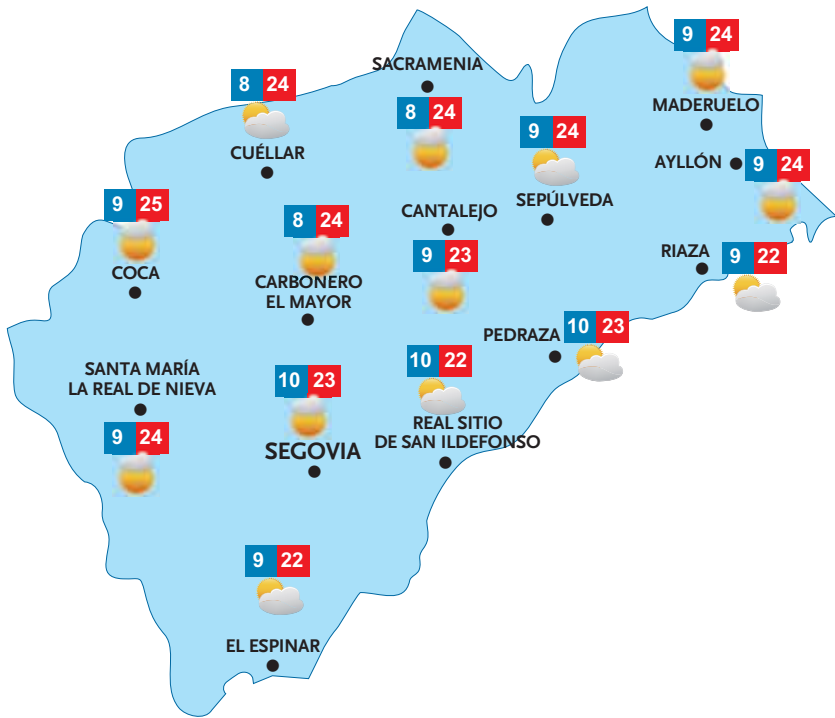 9 24
MADERUELO
SACRAMENIA
8 24
8 24
CUÉLLAR
9 24
SEPÚLVEDA
AYLLÓN
9 24
9 25
COCA
8 24
CARBONERO
EL MAYOR
CANTALEJO
9 23
RIAZA
9 22
PEDRAZA
10 23
SANTA MARÍA
LA REAL DE NIEVA
9 24
10 23
SEGOVIA
10 22
REAL SITIO
DE SAN ILDEFONSO
9 22
EL ESPINAR